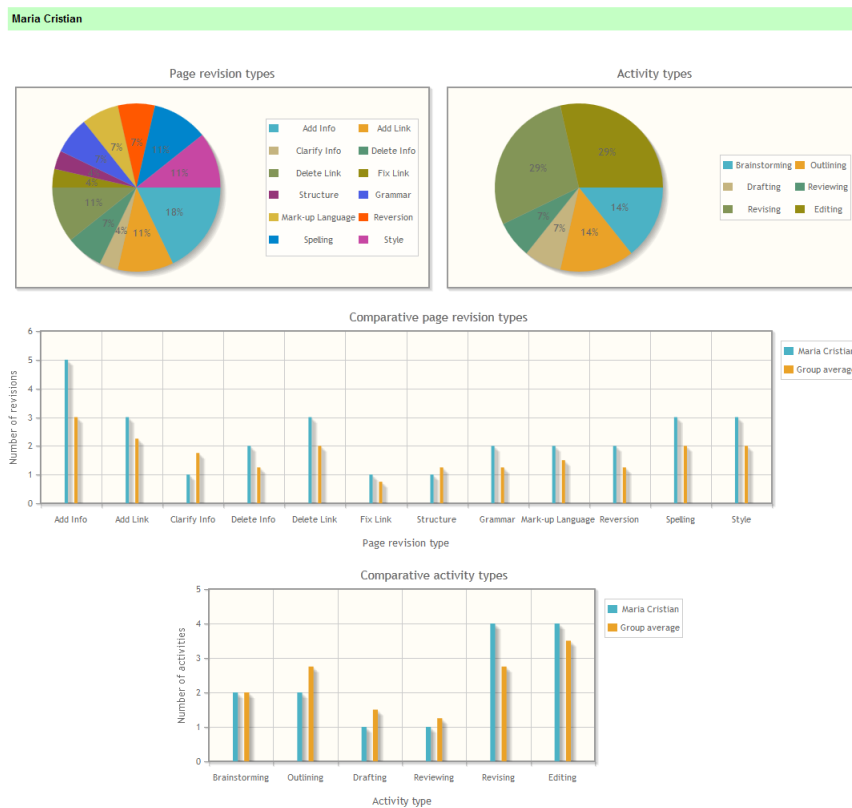 Maria Cristian
Page revision types
Activity types
7%
7%
11%
4%
11%
11%
7%
4%
11%
18%
Add Info Add Link
Clarify Info Delete Info
Delete Link Fix Link
Structure Grammar
Mark-up Language Reversion
Spelling Style
29%
29%
7%
7%
14%
14%
Brainstorming Outlining
Drafting Reviewing
Revising Editing
Comparative page revision types
Number of revisions
6
5
4
3
2
1
0
Add Info Add Link Clarify Info Delete Info Delete Link Fix Link Structure Grammar Mark-up Language Reversion Spelling Style
Page revision type
Maria Cristian
Group average
Comparative activity types
Number of activities
5
4
3
2
1
0
Brainstorming Outlining Drafting Reviewing Revising Editing
Activity type
Maria Cristian
Group average